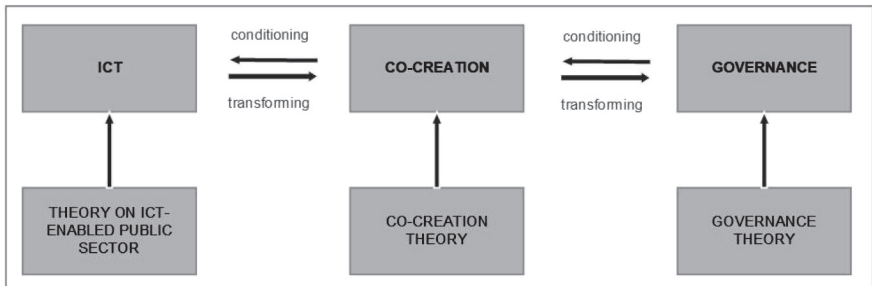 conditioning
conditioning
ICT
CO-CREATION
GOVERNANCE
transforming
transforming
THEORY ON ICT-
ENABLED PUBLIC
SECTOR
CO-CREATION
THEORY
GOVERNANCE
THEORY